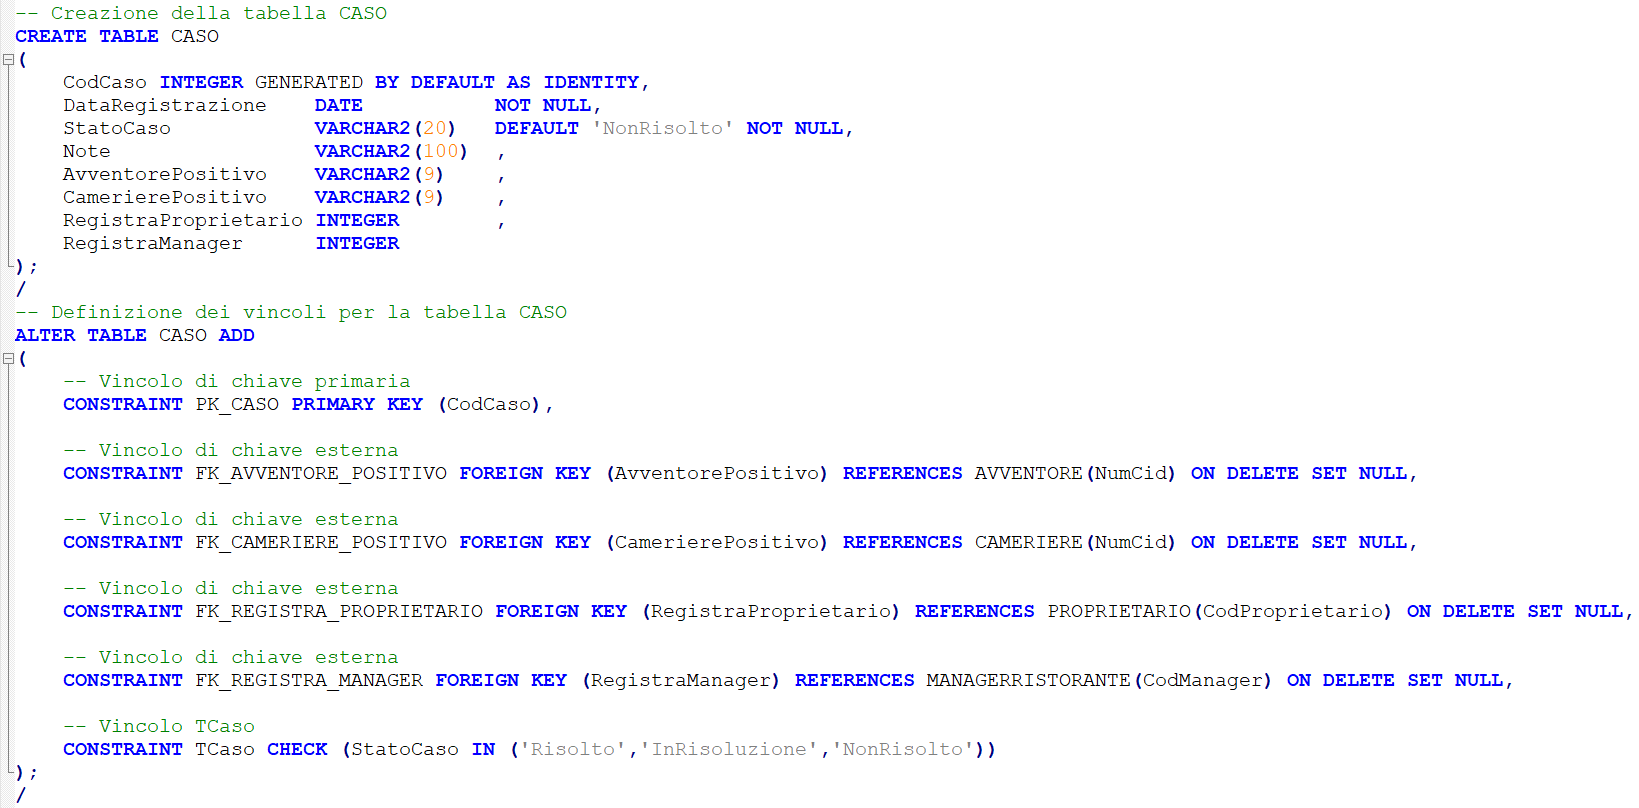 -- Creazione della tabella CASO
CREATE TABLE CASO
(
    CodCaso INTEGER GENERATED BY DEFAULT AS IDENTITY,
    DataRegistrazione    DATE           NOT NULL,
    StatoCaso            VARCHAR2(20)   DEFAULT 'NonRisolto' NOT NULL,
    Note                 VARCHAR2(100)  ,
    AvventorePositivo    VARCHAR2(9)    ,
    CamerierePositivo    VARCHAR2(9)    ,
    RegistraProprietario INTEGER        ,
    RegistraManager      INTEGER
);
/
-- Definizione dei vincoli per la tabella CASO
ALTER TABLE CASO ADD
(
    -- Vincolo di chiave primaria
    CONSTRAINT PK_CASO PRIMARY KEY (CodCaso),

    -- Vincolo di chiave esterna
    CONSTRAINT FK_AVVENTORE_POSITIVO FOREIGN KEY (AvventorePositivo) REFERENCES AVVENTORE(NumCid) ON DELETE SET NULL,

    -- Vincolo di chiave esterna
    CONSTRAINT FK_CAMERIERE_POSITIVO FOREIGN KEY (CamerierePositivo) REFERENCES CAMERIERE(NumCid) ON DELETE SET NULL,

    -- Vincolo di chiave esterna
    CONSTRAINT FK_REGISTRA_PROPRIETARIO FOREIGN KEY (RegistraProprietario) REFERENCES PROPRIETARIO(CodProprietario) ON DELETE SET NULL,

    -- Vincolo di chiave esterna
    CONSTRAINT FK_REGISTRA_MANAGER FOREIGN KEY (RegistraManager) REFERENCES MANAGERRISTORANTE(CodManager) ON DELETE SET NULL,

    -- Vincolo TCaso
    CONSTRAINT TCaso CHECK (StatoCaso IN ('Risolto','InRisoluzione','NonRisolto'))
);
/